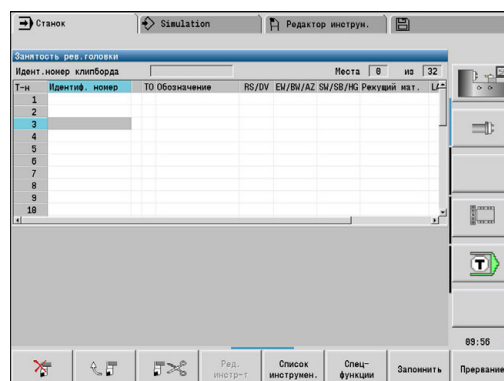 Станок Simulation Редактор инструм.
Занятость рев.головки
Идент.номер клипборда Места 0 из 32
Т-н Идентиф. номер TO Обозначение RS/DV EW/BW/AZ SW/SB/HG Режущий мат.
1
2
3
4
5
6
7
8
9
10
T
09:56
Ред. инстр-т
Список инструмен.
Спец-функции
Запомнить
Прервание